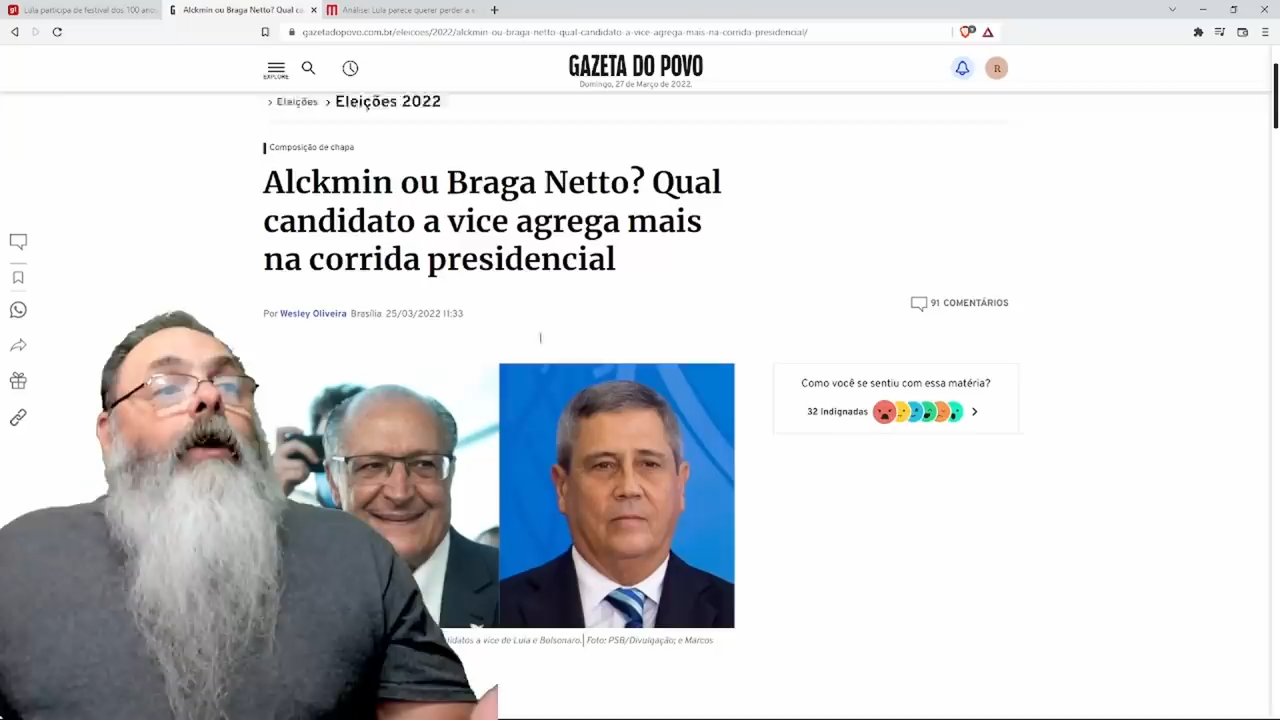 Lula participa de festival dos 100 anos
Alckmin ou Braga Netto? Qual ca
Análise: Lula parece querer perder a e
gazetadopovo.com.br/eleicoes/2022/alckmin-ou-braga-netto-qual-candidato-a-vice-agrega-mais-na-corrida-presidencial/
EXPLORE
GAZETA DO POVO
Domingo, 27 de Março de 2022.
R
› Eleições › Eleições 2022
Composição de chapa
Alckmin ou Braga Netto? Qual
candidato a vice agrega mais
na corrida presidencial
91 COMENTÁRIOS
Por Wesley Oliveira Brasília 25/03/2022 11:33
Como você se sentiu com essa matéria?
32 Indignadas
didatos a vice de Lula e Bolsonaro.| Foto: PSB/Divulgação; e Marcos